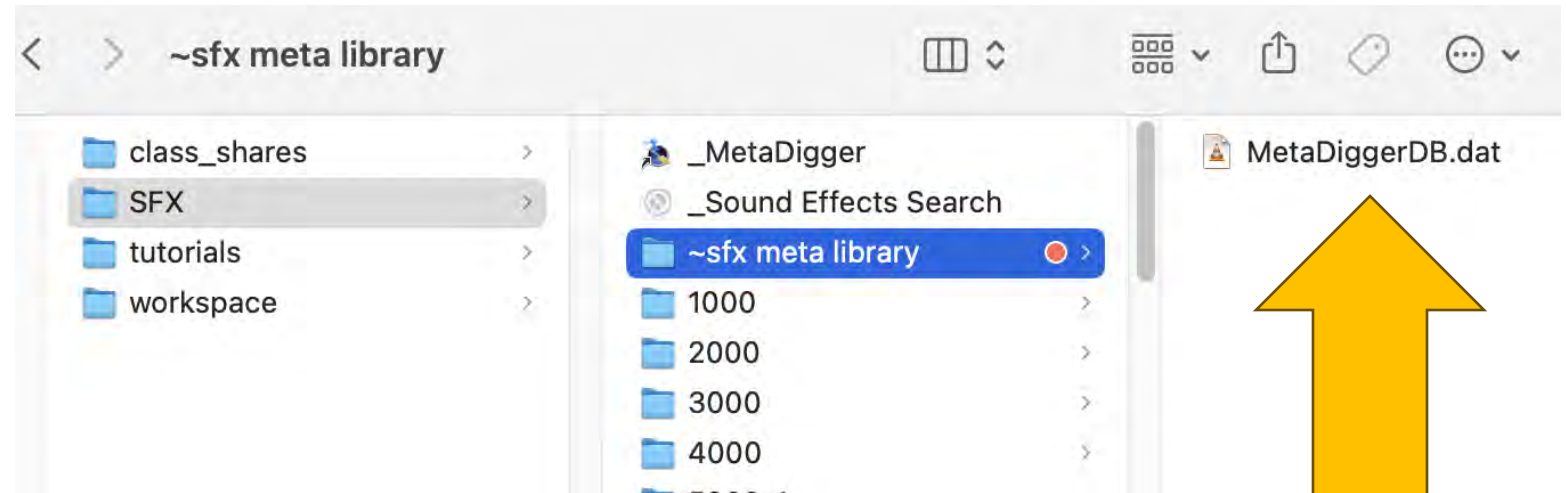 ~sfx meta library
class_shares
SFX
tutorials
workspace
_MetaDigger
_Sound Effects Search
~sfx meta library
1000
2000
3000
4000
MetaDiggerDB.dat